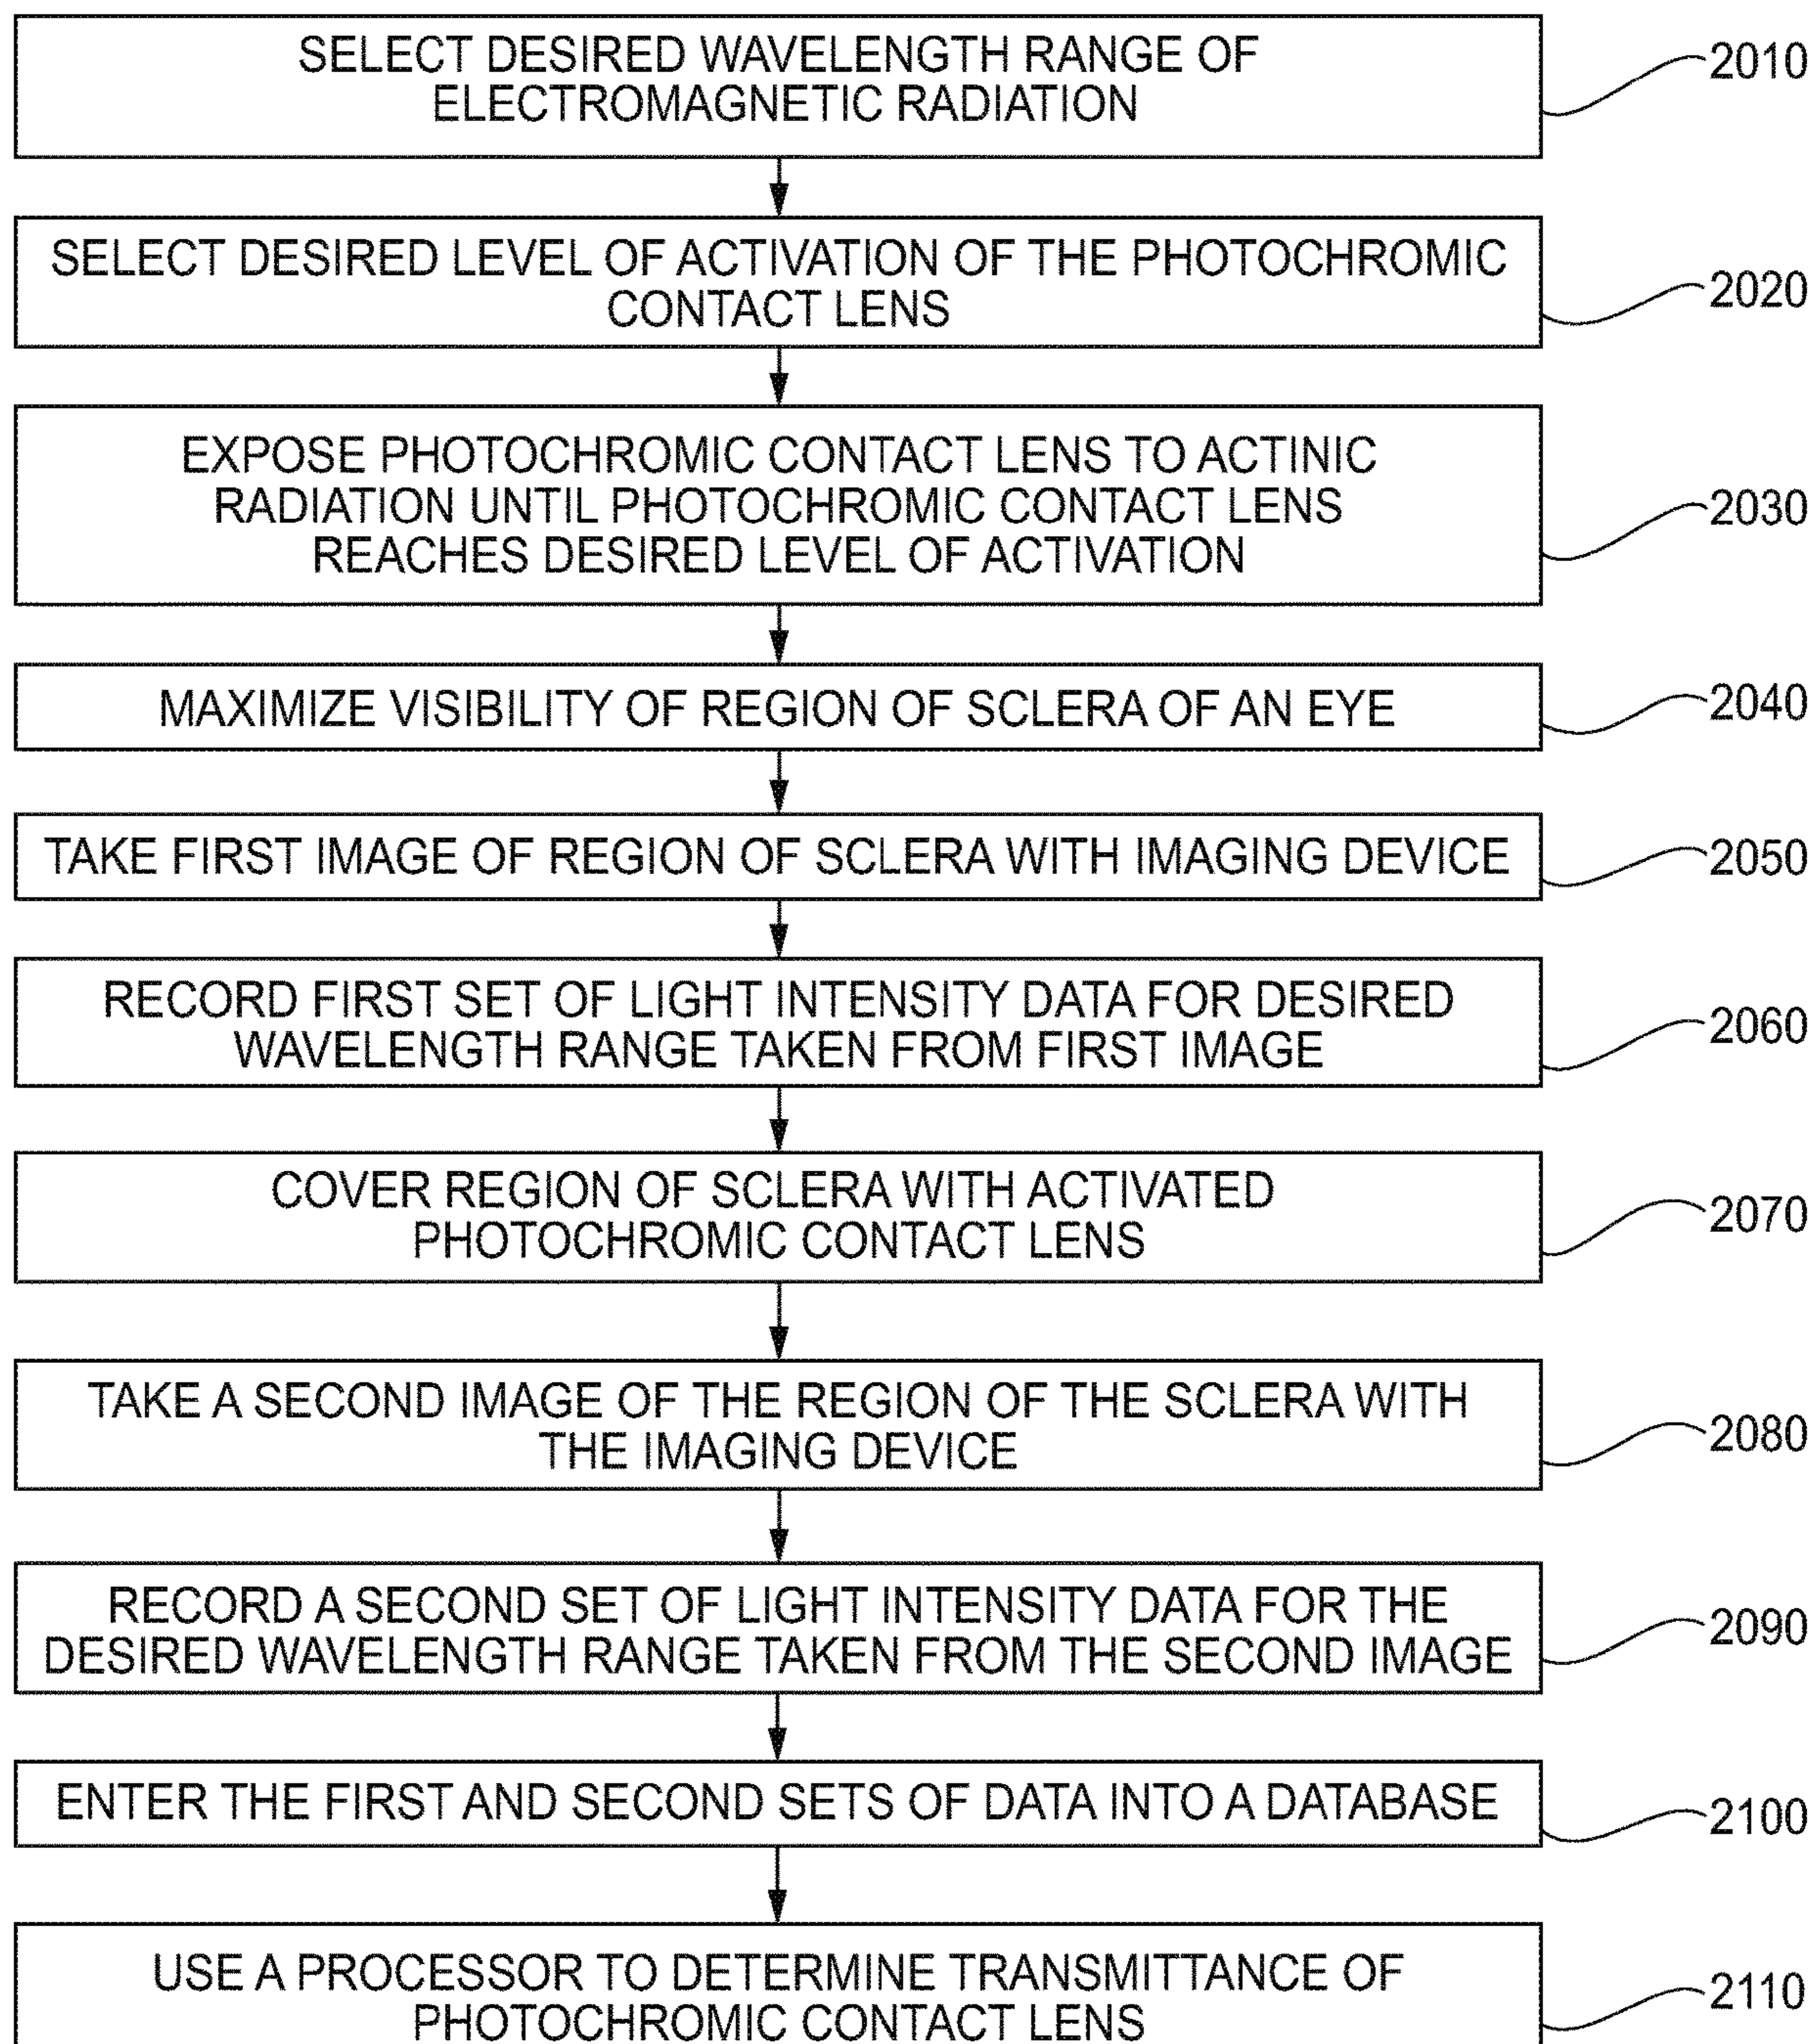 SELECT DESIRED WAVELENGTH RANGE OF
ELECTROMAGNETIC RADIATION
2010
SELECT DESIRED LEVEL OF ACTIVATION OF THE PHOTOCHROMIC
CONTACT LENS
2020
EXPOSE PHOTOCHROMIC CONTACT LENS TO ACTINIC
RADIATION UNTIL PHOTOCHROMIC CONTACT LENS
REACHES DESIRED LEVEL OF ACTIVATION
2030
MAXIMIZE VISIBILITY OF REGION OF SCLERA OF AN EYE
2040
TAKE FIRST IMAGE OF REGION OF SCLERA WITH IMAGING DEVICE
2050
RECORD FIRST SET OF LIGHT INTENSITY DATA FOR DESIRED
WAVELENGTH RANGE TAKEN FROM FIRST IMAGE
2060
COVER REGION OF SCLERA WITH ACTIVATED
PHOTOCHROMIC CONTACT LENS
2070
TAKE A SECOND IMAGE OF THE REGION OF THE SCLERA WITH
THE IMAGING DEVICE
2080
RECORD A SECOND SET OF LIGHT INTENSITY DATA FOR THE
DESIRED WAVELENGTH RANGE TAKEN FROM THE SECOND IMAGE
2090
ENTER THE FIRST AND SECOND SETS OF DATA INTO A DATABASE
2100
USE A PROCESSOR TO DETERMINE TRANSMITTANCE OF
PHOTOCHROMIC CONTACT LENS
2110